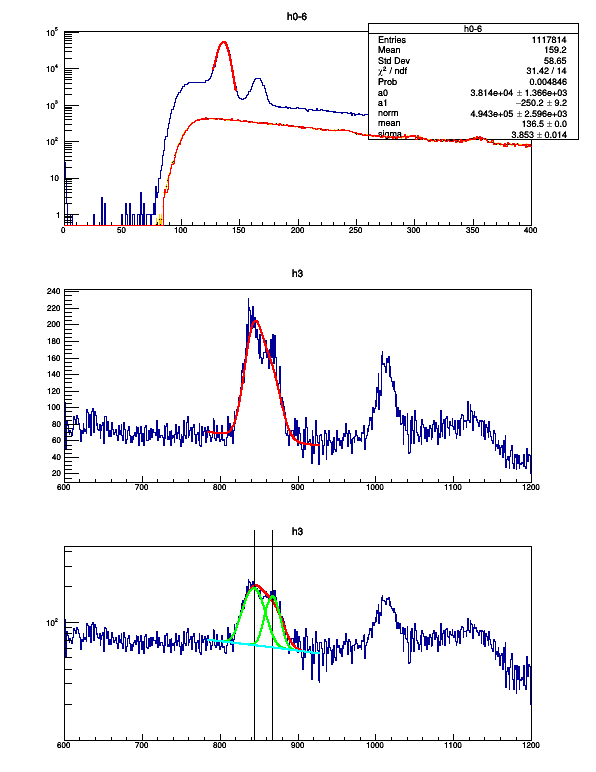 h0-6
h0-6
Entries 1117814
Mean 159.2
Std Dev 58.65
χ² / ndf 31.42 / 14
Prob 0.004846
a0 3.814e+04 ± 1.366e+03
a1 −250.2 ± 9.2
norm 4.943e+05 ± 2.596e+03
mean 136.5 ± 0.0
sigma 3.853 ± 0.014
10⁵
10⁴
10³
10²
10
1
0 50 100 150 200 250 300 350 400
h3
240
220
200
180
160
140
120
100
80
60
40
20
600 700 800 900 1000 1100 1200
h3
10²
600 700 800 900 1000 1100 1200